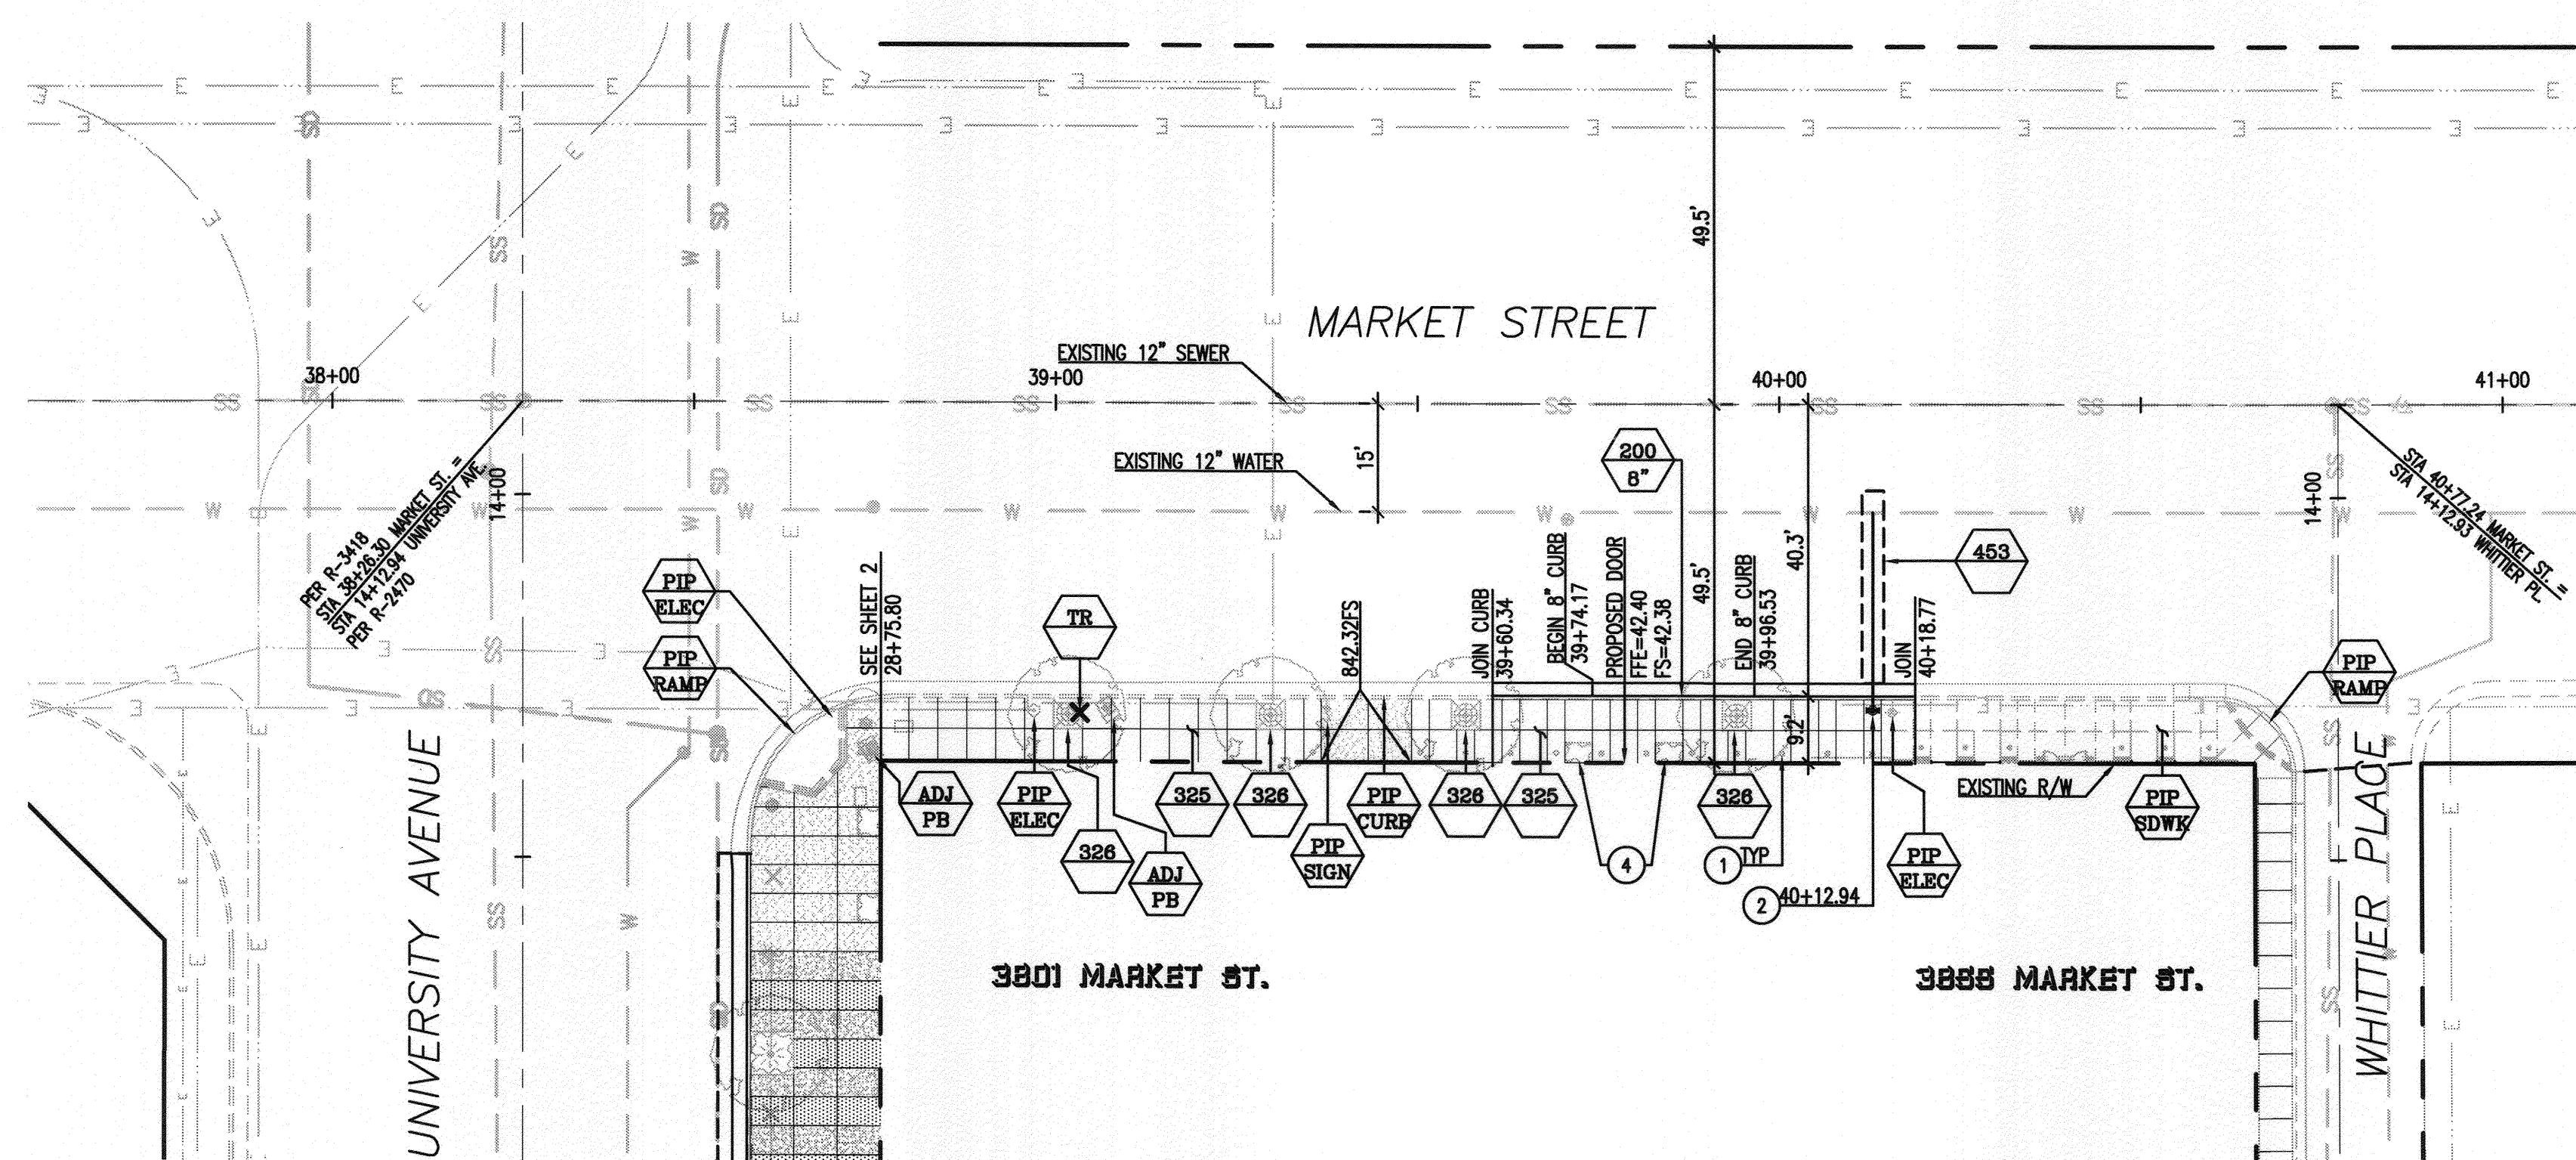 MARKET STREET
EXISTING 12" SEWER
38+00
39+00
40+00
41+00
EXISTING 12" WATER
15'
49.5'
49.5'
40.3'
9.2'
200
8"
453
PER R-3418
STA 38+26.30 MARKET ST. =
STA 14+12.94 UNIVERSITY AVE.
PER R-2470
14+00
STA 40+77.24 MARKET ST. =
STA 14+12.93 WHITTIER PL.
14+00
PIP
ELEC
PIP
RAMP
SEE SHEET 2
28+75.80
TR
842.32FS
JOIN CURB
39+60.34
BEGIN 8" CURB
39+74.17
PROPOSED DOOR
FFE=42.40
FS=42.38
END 8" CURB
39+96.53
JOIN
40+18.77
PIP
RAMP
ADJ
PB
PIP
ELEC
326
ADJ
PB
325
326
PIP
SIGN
PIP
CURB
326
325
4
326
1 TYP
2 40+12.94
PIP
ELEC
EXISTING R/W
PIP
SDWK
3801 MARKET ST.
3888 MARKET ST.
UNIVERSITY AVENUE
WHITTIER PLACE
E
W
SS
SD